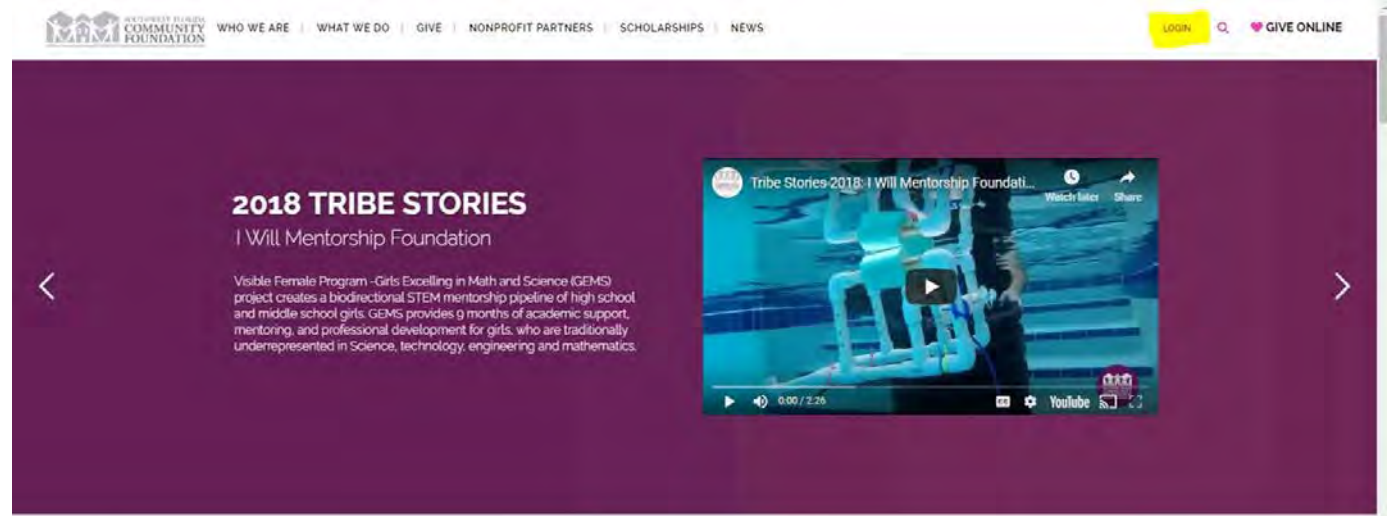 SOUTHWEST FLORIDA
COMMUNITY
FOUNDATION
WHO WE ARE
WHAT WE DO
GIVE
NONPROFIT PARTNERS
SCHOLARSHIPS
NEWS
LOGIN
GIVE ONLINE
2018 TRIBE STORIES
I Will Mentorship Foundation
Visible Female Program -Girls Excelling in Math and Science (GEMS)
project creates a biodirectional STEM mentorship pipeline of high school
and middle school girls. GEMS provides 9 months of academic support,
mentoring, and professional development for girls, who are traditionally
underrepresented in Science, technology, engineering and mathematics.
Tribe Stories 2018: I Will Mentorship Foundati...
Watch later
Share
0:00 / 2:26
CC
YouTube